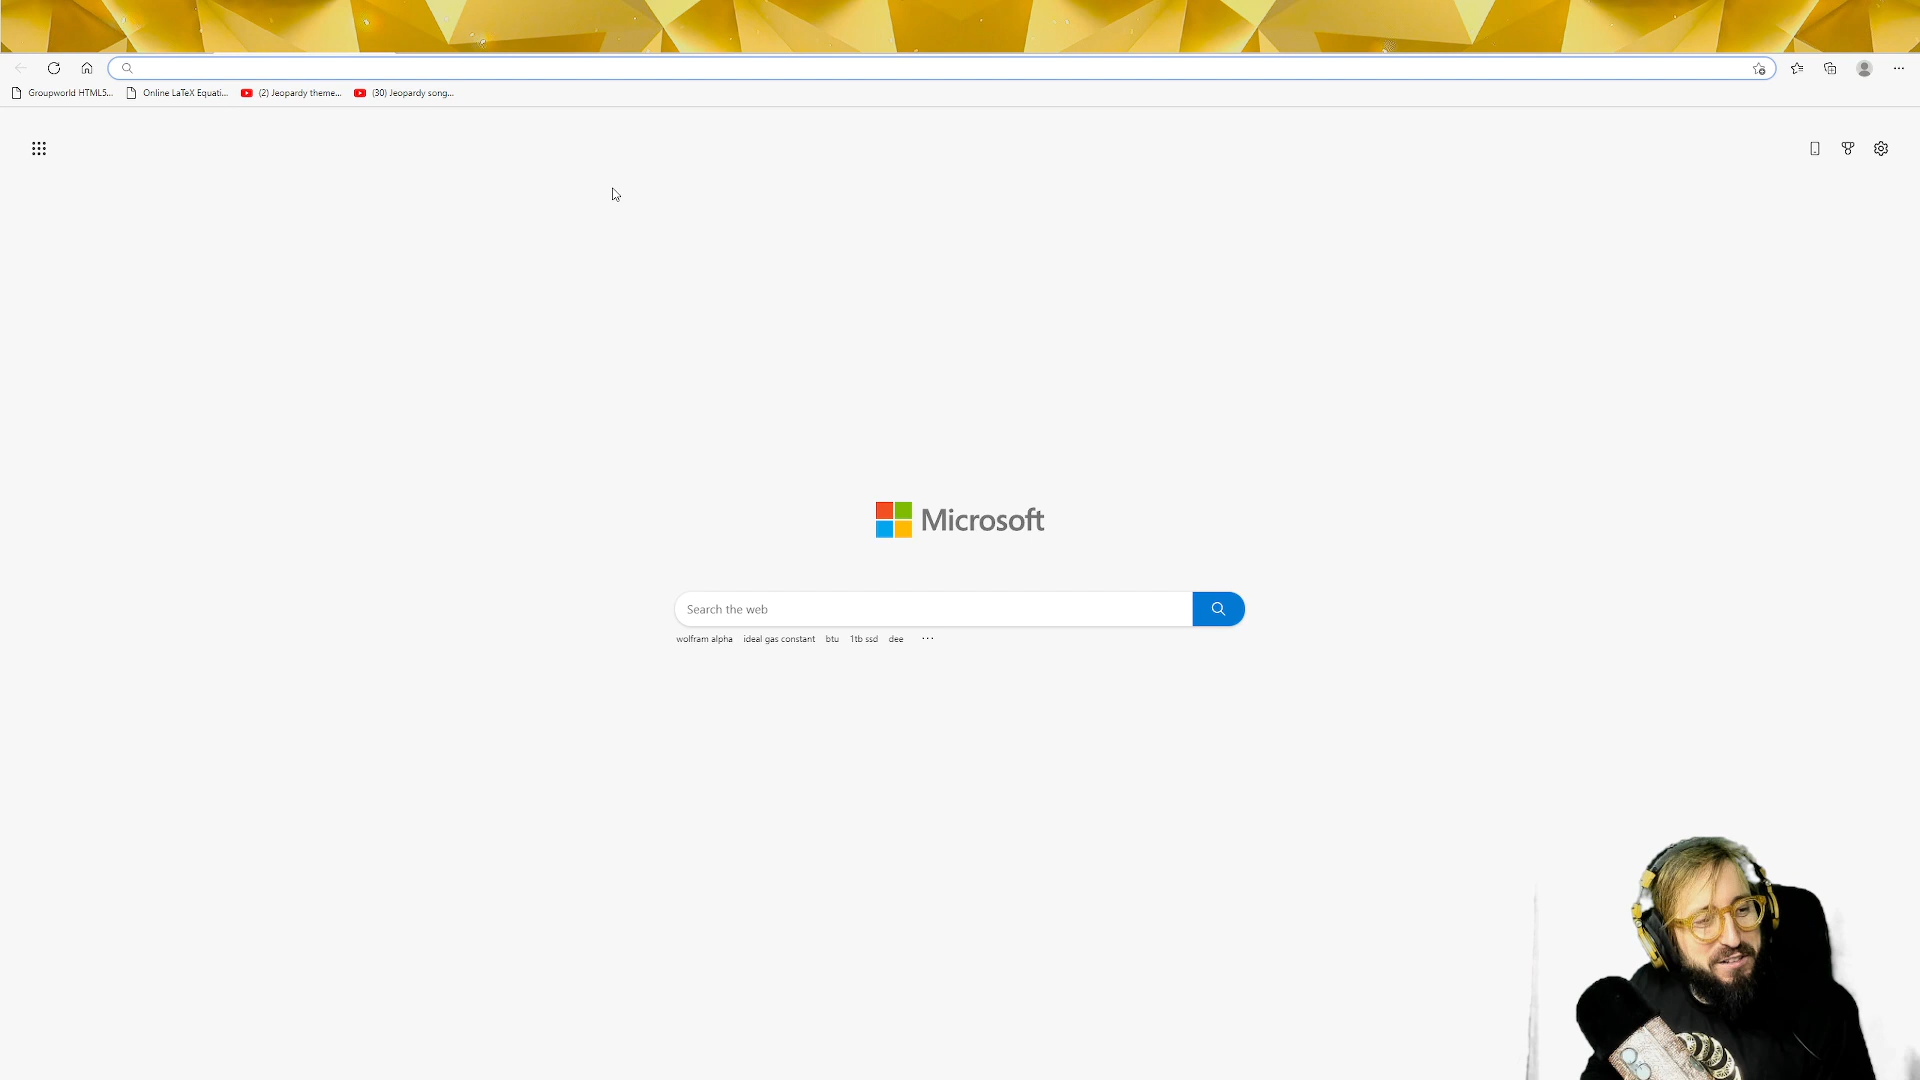 Groupworld HTML5... Online LaTeX Equati... (2) Jeopardy theme... (30) Jeopardy song...
Microsoft
Search the web
wolfram alpha ideal gas constant btu 1tb ssd dee ...